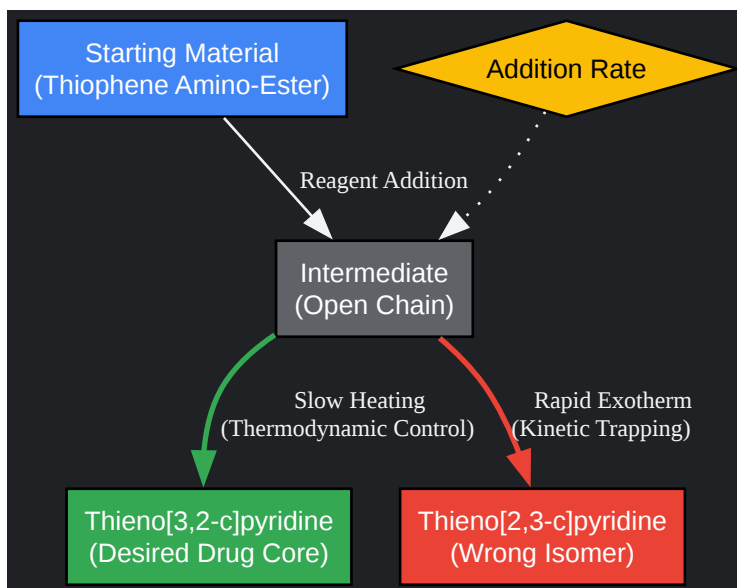 Starting Material
(Thiophene Amino-Ester)
Addition Rate
Reagent Addition
Intermediate
(Open Chain)
Slow Heating
(Thermodynamic Control)
Rapid Exotherm
(Kinetic Trapping)
Thieno[3,2-c]pyridine
(Desired Drug Core)
Thieno[2,3-c]pyridine
(Wrong Isomer)